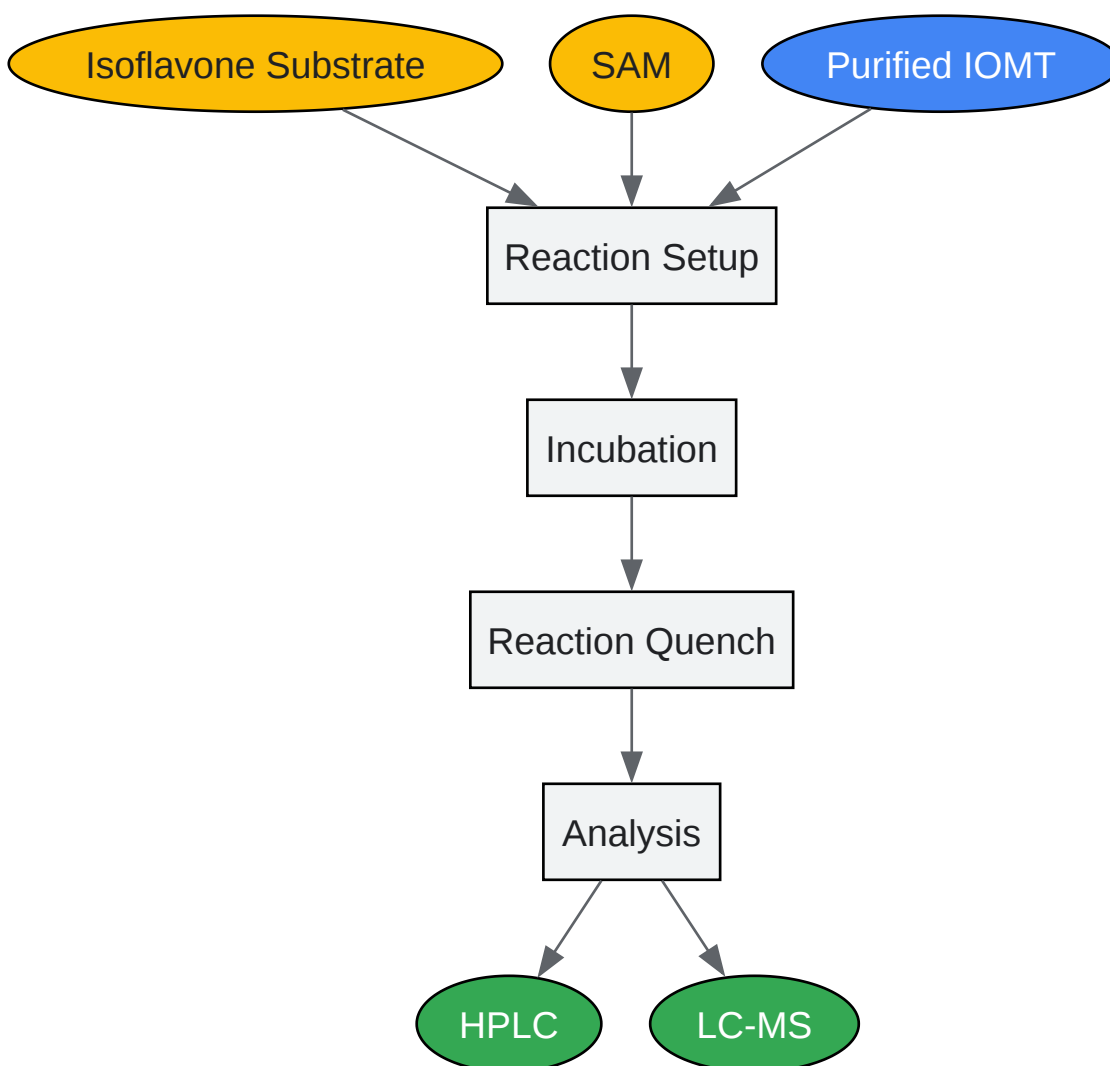 Isoflavone Substrate
SAM
Purified IOMT
Reaction Setup
Incubation
Reaction Quench
Analysis
HPLC
LC-MS